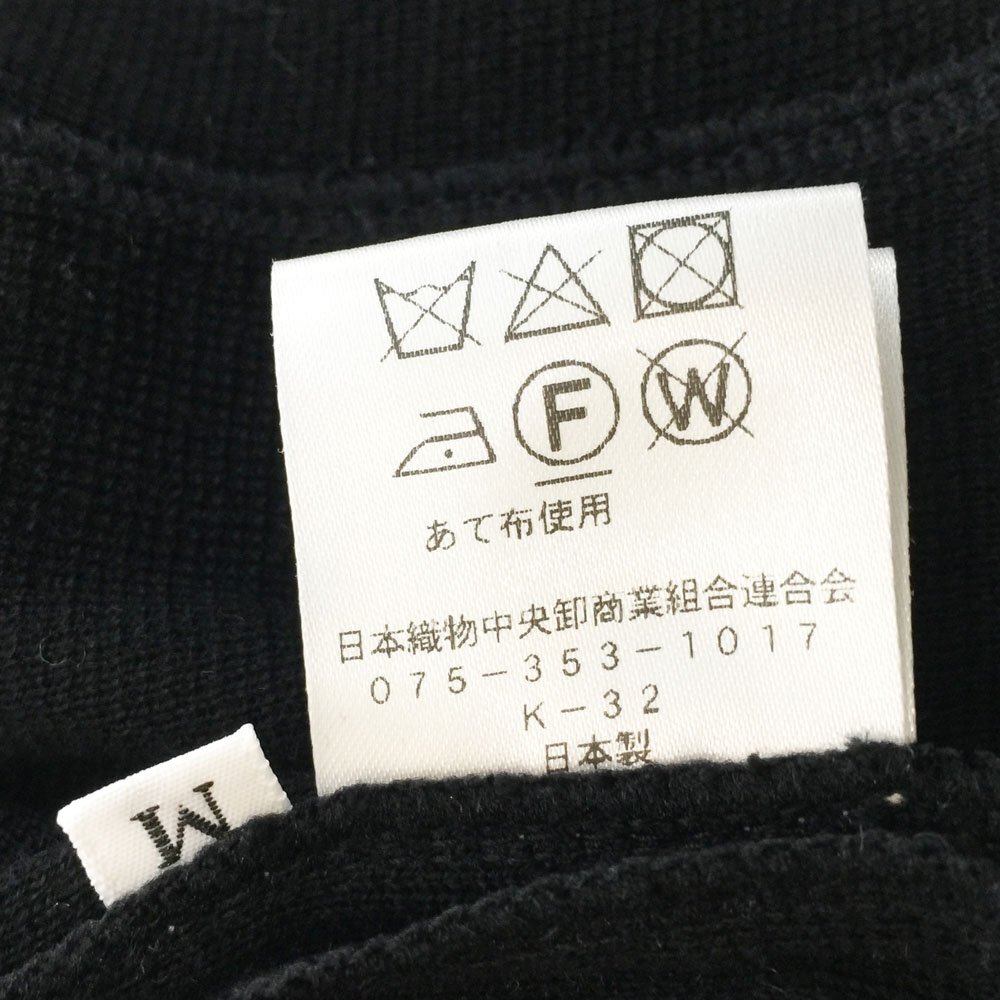 F W
あて布使用
日本織物中央卸商業組合連合会
075-353-1017
K-32
日本製
M